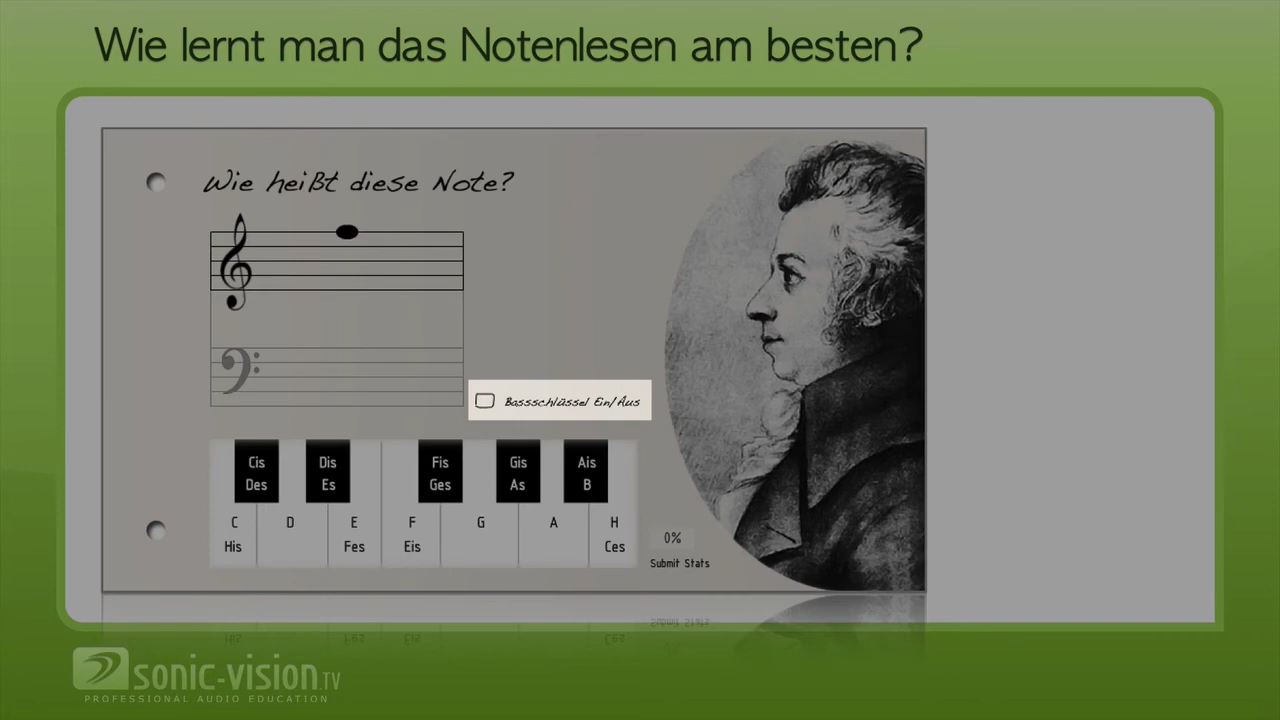 Wie lernt man das Notenlesen am besten?
Wie heißt diese Note?
Bassschlüssel Ein/Aus
Cis Dis Fis Gis Ais
Des Es Ges As B
C D E F G A H
His Fes Eis Ces
0%
Submit Stats
sonic-vision.TV
PROFESSIONAL AUDIO EDUCATION